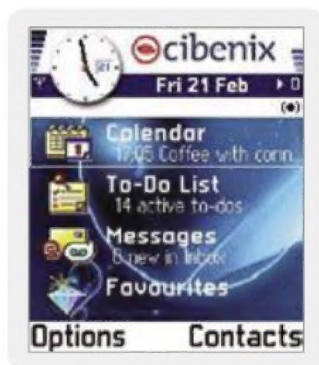 cibenix
Fri 21 Feb
Calendar
17:05 Coffee with conn
To-Do List
14 active to-dos
Messages
new in Inbox
Favourites
Options Contacts